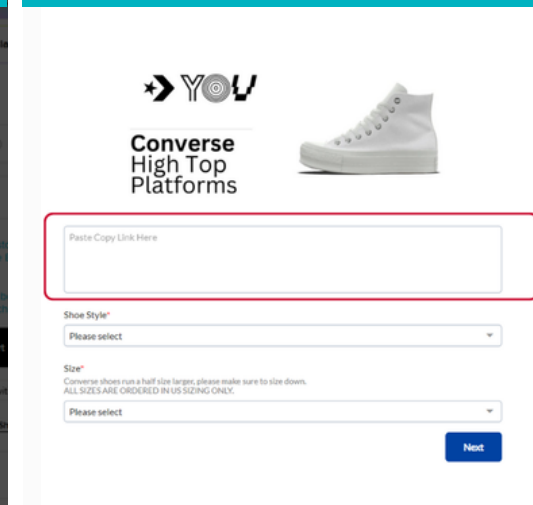 YOU
Converse
High Top
Platforms
Paste Copy Link Here
Shoe Style*
Please select
Size*
Converse shoes run a half size larger, please make sure to size down.
ALL SIZES ARE ORDERED IN US SIZING ONLY.
Please select
Next